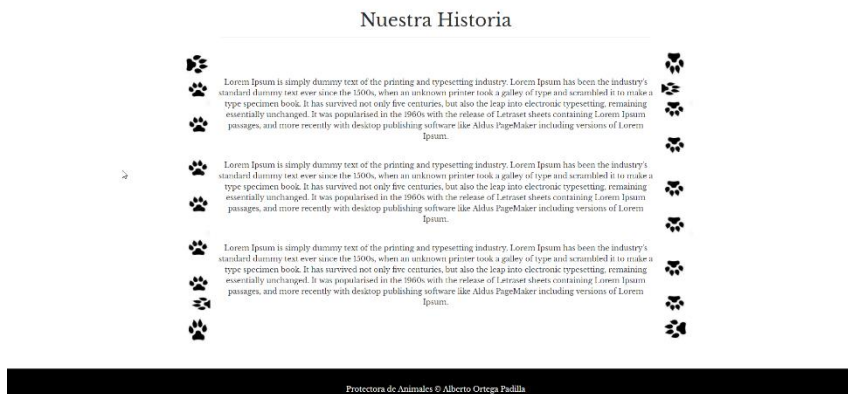 Nuestra Historia
Lorem Ipsum is simply dummy text of the printing and typesetting industry. Lorem Ipsum has been the industry's
standard dummy text ever since the 1500s, when an unknown printer took a galley of type and scrambled it to make a
type specimen book. It has survived not only five centuries, but also the leap into electronic typesetting, remaining
essentially unchanged. It was popularised in the 1960s with the release of Letraset sheets containing Lorem Ipsum
passages, and more recently with desktop publishing software like Aldus PageMaker including versions of Lorem
Ipsum.
Lorem Ipsum is simply dummy text of the printing and typesetting industry. Lorem Ipsum has been the industry's
standard dummy text ever since the 1500s, when an unknown printer took a galley of type and scrambled it to make a
type specimen book. It has survived not only five centuries, but also the leap into electronic typesetting, remaining
essentially unchanged. It was popularised in the 1960s with the release of Letraset sheets containing Lorem Ipsum
passages, and more recently with desktop publishing software like Aldus PageMaker including versions of Lorem
Ipsum.
Lorem Ipsum is simply dummy text of the printing and typesetting industry. Lorem Ipsum has been the industry's
standard dummy text ever since the 1500s, when an unknown printer took a galley of type and scrambled it to make a
type specimen book. It has survived not only five centuries, but also the leap into electronic typesetting, remaining
essentially unchanged. It was popularised in the 1960s with the release of Letraset sheets containing Lorem Ipsum
passages, and more recently with desktop publishing software like Aldus PageMaker including versions of Lorem
Ipsum.
Protectora de Animales © Alberto Ortega Padilla